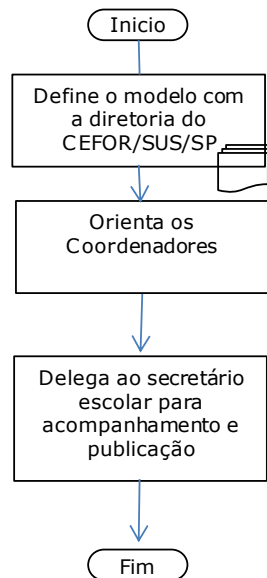 Inicio
Define o modelo com
a diretoria do
CEFOR/SUS/SP
Orienta os
Coordenadores
Delega ao secretário
escolar para
acompanhamento e
publicação
Fim